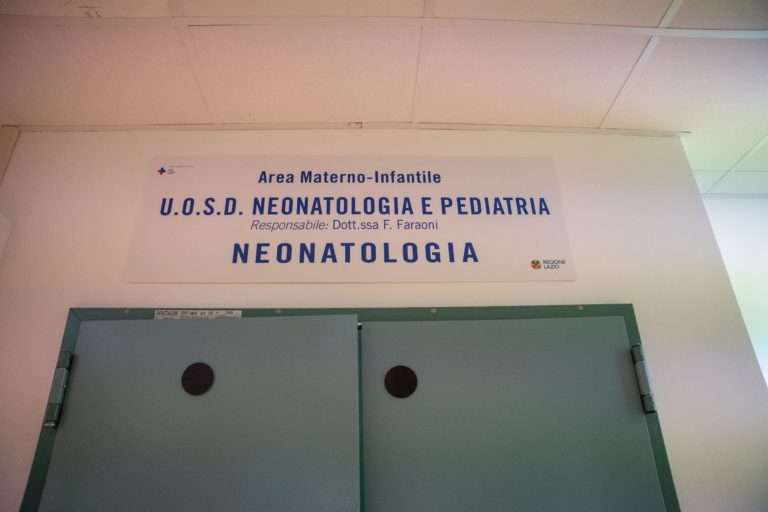 Area Materno-Infantile
U.O.S.D. NEONATOLOGIA E PEDIATRIA
Responsabile: Dott.ssa F. Faraoni
NEONATOLOGIA
REGIONE
LAZIO